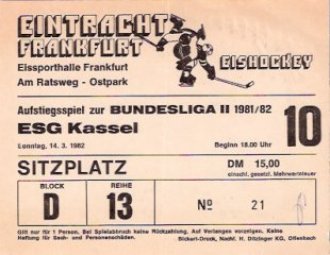 EINTRACHT
FRANKFURT
EISHOCKEY
Eissporthalle Frankfurt
Am Ratsweg - Ostpark
Aufstiegsspiel zur BUNDESLIGA II 1981/82
ESG Kassel
10
Sonntag, 14. 3. 1982
Beginn 18.00 Uhr
SITZPLATZ
DM 15,00
einschl. gesetzl. Mehrwertsteuer
BLOCK
REIHE
D
13
No 21
Gilt nur für 1 Person. Bei Spielabbruch keine Rückzahlung. Auf Verlangen vorzeigen. Keine
Haftung für Sach- und Personenschäden.
Bickert-Druck, Nachf. H. Ditzinger KG, Offenbach